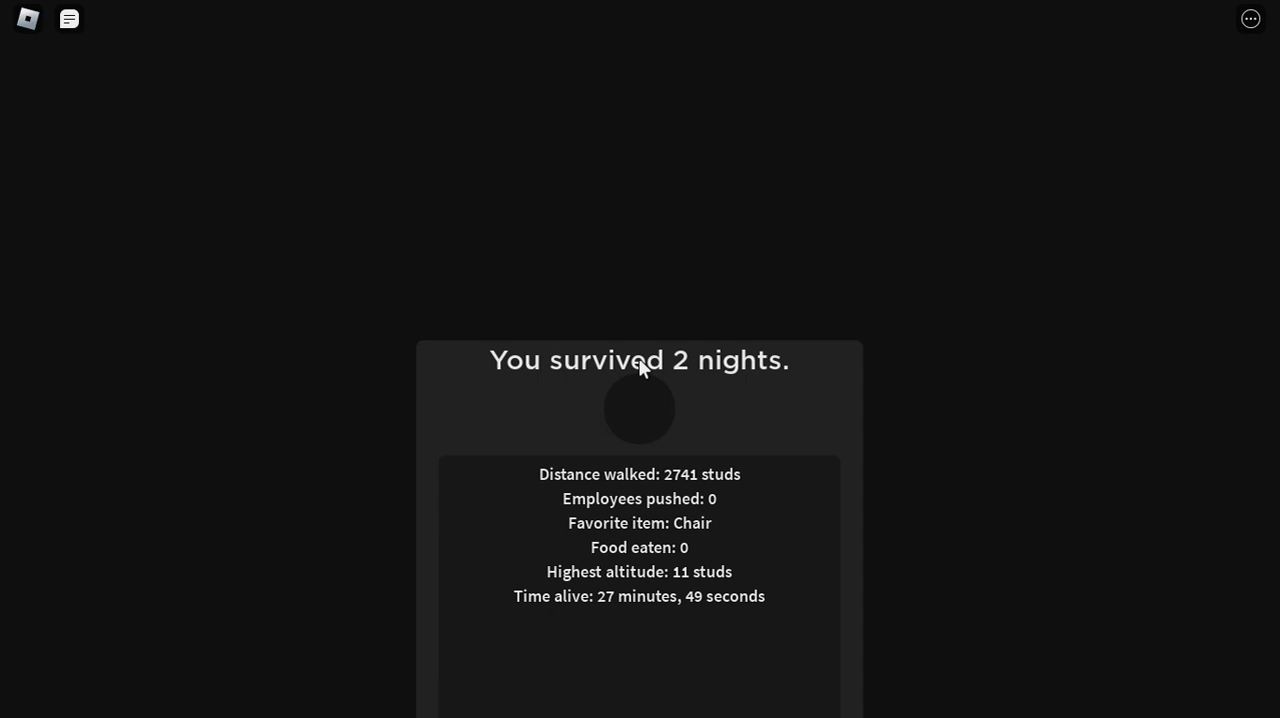 You survived 2 nights.
Distance walked: 2741 studs
Employees pushed: 0
Favorite item: Chair
Food eaten: 0
Highest altitude: 11 studs
Time alive: 27 minutes, 49 seconds